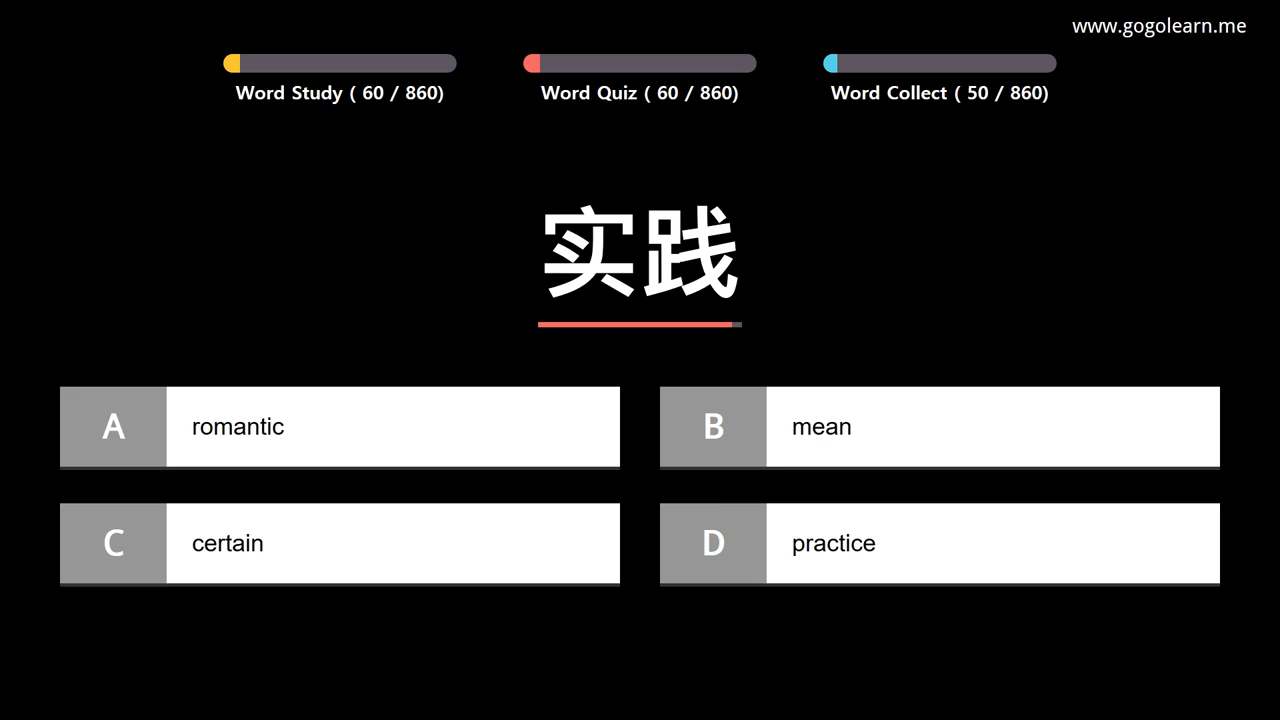 www.gogolearn.me
Word Study ( 60 / 860)
Word Quiz ( 60 / 860)
Word Collect ( 50 / 860)
实践
A romantic
B mean
C certain
D practice